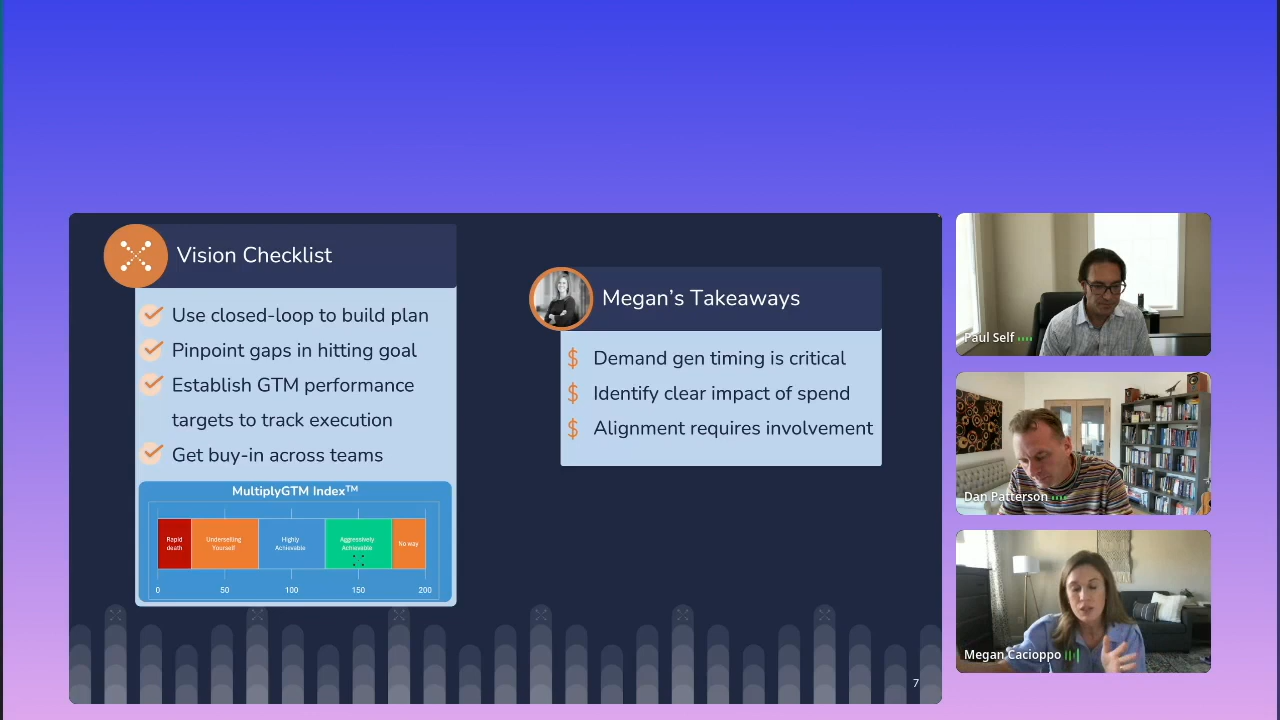 Vision Checklist
Use closed-loop to build plan
Pinpoint gaps in hitting goal
Establish GTM performance
targets to track execution
Get buy-in across teams
MultiplyGTM Index™
Rapid
death
Underselling
Yourself
Highly
Achievable
Aggressively
Achievable
No way
0 50 100 150 200
Megan’s Takeaways
$ Demand gen timing is critical
$ Identify clear impact of spend
$ Alignment requires involvement
7
Paul Self
Dan Patterson
Megan Cacioppo